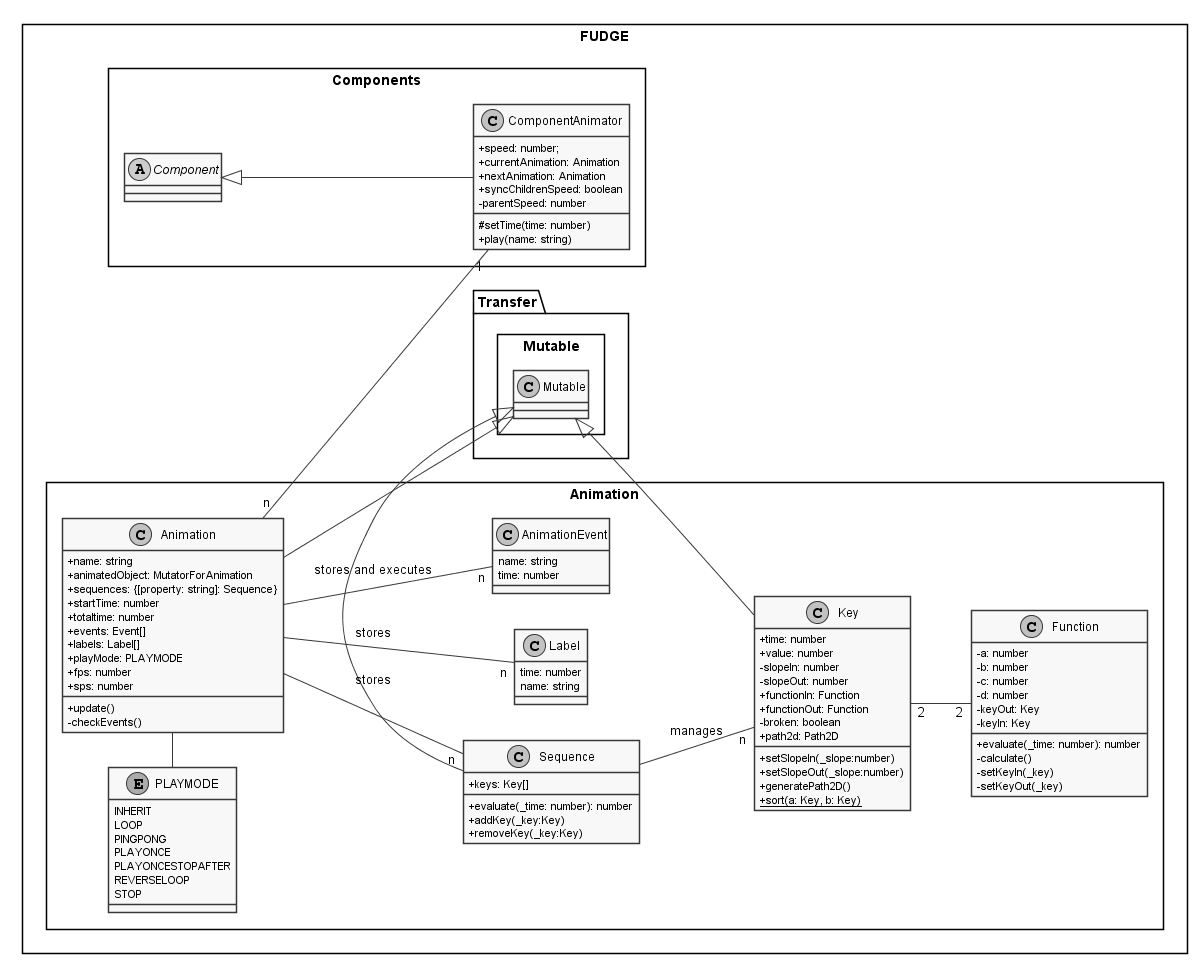 FUDGE
Components
C ComponentAnimator
+speed: number;
+currentAnimation: Animation
+nextAnimation: Animation
+syncChildrenSpeed: boolean
-parentSpeed: number
#setTime(time: number)
+play(name: string)
A Component
1
Transfer
Mutable
C Mutable
n
Animation
C Animation
+name: string
+animatedObject: MutatorForAnimation
+sequences: {[property: string]: Sequence}
+startTime: number
+totaltime: number
+events: Event[]
+labels: Label[]
+playMode: PLAYMODE
+fps: number
+sps: number
+update()
-checkEvents()
stores and executes
n
C AnimationEvent
name: string
time: number
stores
n
C Label
time: number
name: string
stores
n
C Sequence
+keys: Key[]
+evaluate(_time: number): number
+addKey(_key:Key)
+removeKey(_key:Key)
manages
n
C Key
+time: number
+value: number
-slopeIn: number
-slopeOut: number
+functionIn: Function
+functionOut: Function
-broken: boolean
+path2d: Path2D
+setSlopeIn(_slope:number)
+setSlopeOut(_slope:number)
+generatePath2D()
+sort(a: Key, b: Key)
2 2
C Function
-a: number
-b: number
-c: number
-d: number
-keyOut: Key
-keyIn: Key
+evaluate(_time: number): number
-calculate()
-setKeyIn(_key)
-setKeyOut(_key)
E PLAYMODE
INHERIT
LOOP
PINGPONG
PLAYONCE
PLAYONCESTOPAFTER
REVERSELOOP
STOP